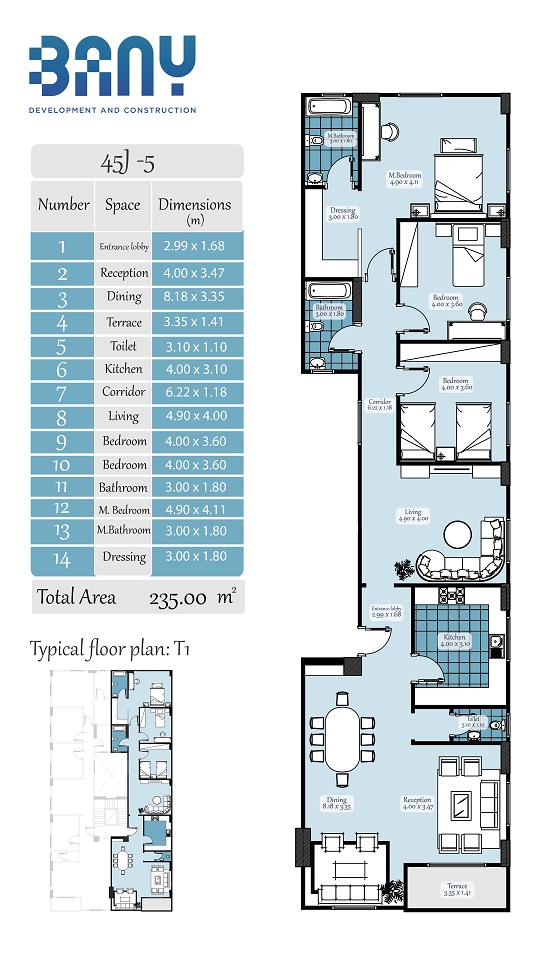 BANY
DEVELOPMENT AND CONSTRUCTION
45J -5
Number Space Dimensions (m)
1 Entrance lobby 2.99 x 1.68
2 Reception 4.00 x 3.47
3 Dining 8.18 x 3.35
4 Terrace 3.35 x 1.41
5 Toilet 3.10 x 1.10
6 Kitchen 4.00 x 3.10
7 Corridor 6.22 x 1.18
8 Living 4.90 x 4.00
9 Bedroom 4.00 x 3.60
10 Bedroom 4.00 x 3.60
11 Bathroom 3.00 x 1.80
12 M. Bedroom 4.90 x 4.11
13 M.Bathroom 3.00 x 1.80
14 Dressing 3.00 x 1.80
Total Area 235.00 m²
Typical floor plan: T1
M.Bathroom
3.00 x 1.80
M.Bedroom
4.90 x 4.11
Dressing
3.00 x 1.80
Bedroom
4.00 x 3.60
Bathroom
3.00 x 1.80
Bedroom
4.00 x 3.60
Corridor
6.22 x 1.18
Living
4.90 x 4.00
Entrance lobby
2.99 x 1.68
Kitchen
4.00 x 3.10
Toilet
3.10 x 1.10
Dining
8.18 x 3.35
Reception
4.00 x 3.47
Terrace
3.35 x 1.41